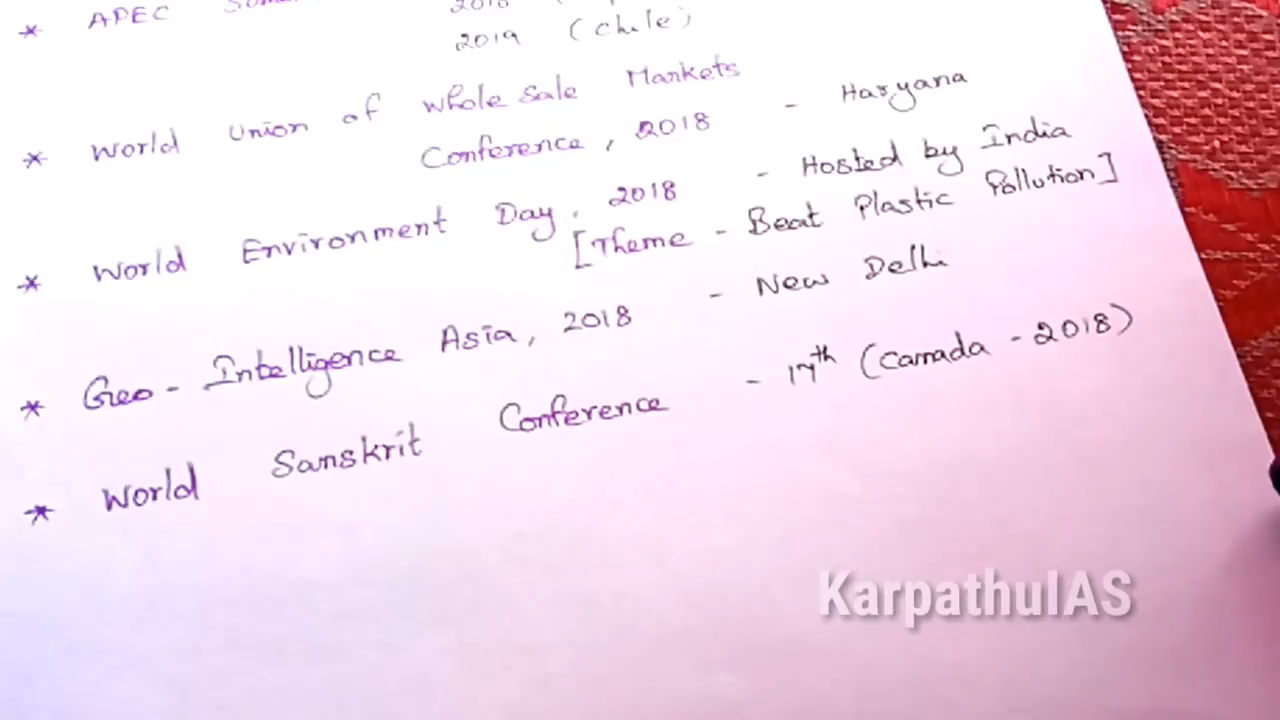 * APEC
2019 (Chile)
* World Union of Whole Sale Markets
Conference, 2018 - Haryana
* World Environment Day, 2018 - Hosted by India
[Theme - Beat Plastic Pollution]
* Geo - Intelligence Asia, 2018 - New Delhi
* World Sanskrit Conference - 17th (Canada - 2018)
KarpathuIAS